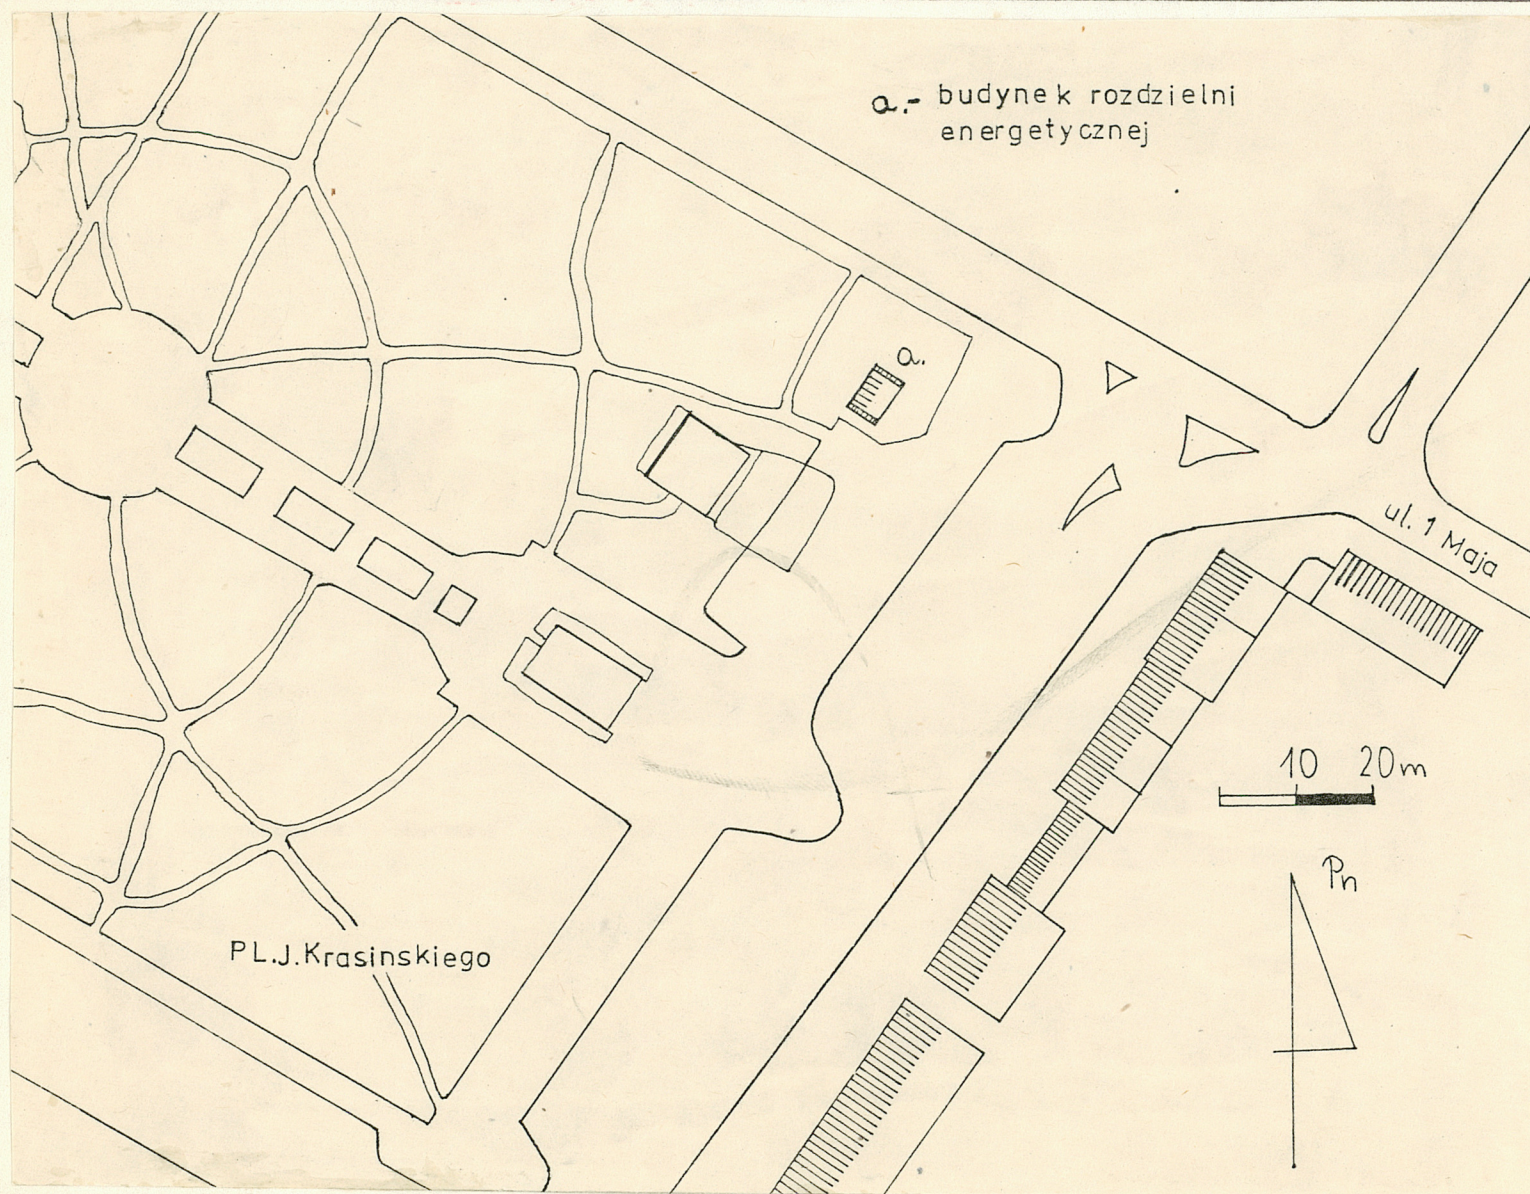 a.- budynek rozdzielni
energetycznej
a.
ul. 1 Maja
10 20m
Pn
PL.J.Krasinskiego